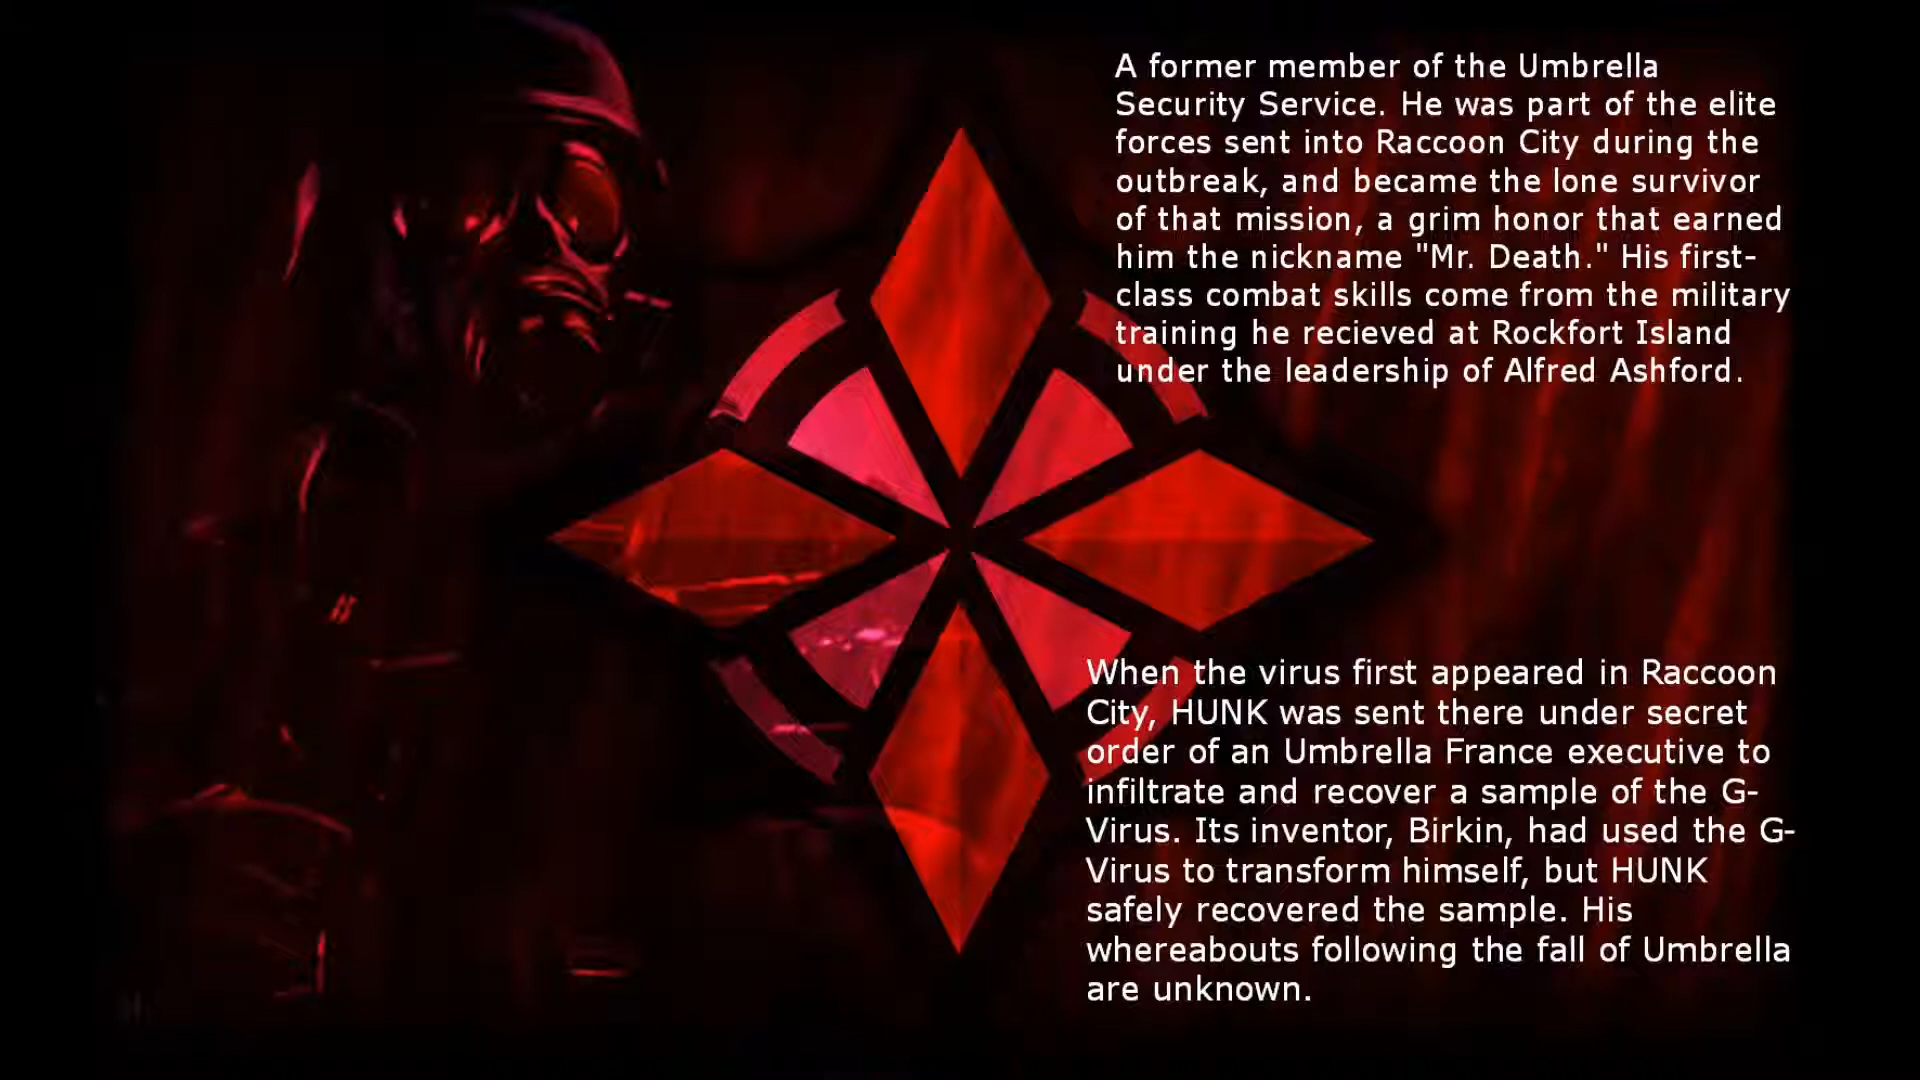 A former member of the Umbrella
Security Service. He was part of the elite
forces sent into Raccoon City during the
outbreak, and became the lone survivor
of that mission, a grim honor that earned
him the nickname "Mr. Death." His first-
class combat skills come from the military
training he recieved at Rockfort Island
under the leadership of Alfred Ashford.
When the virus first appeared in Raccoon
City, HUNK was sent there under secret
order of an Umbrella France executive to
infiltrate and recover a sample of the G-
Virus. Its inventor, Birkin, had used the G-
Virus to transform himself, but HUNK
safely recovered the sample. His
whereabouts following the fall of Umbrella
are unknown.